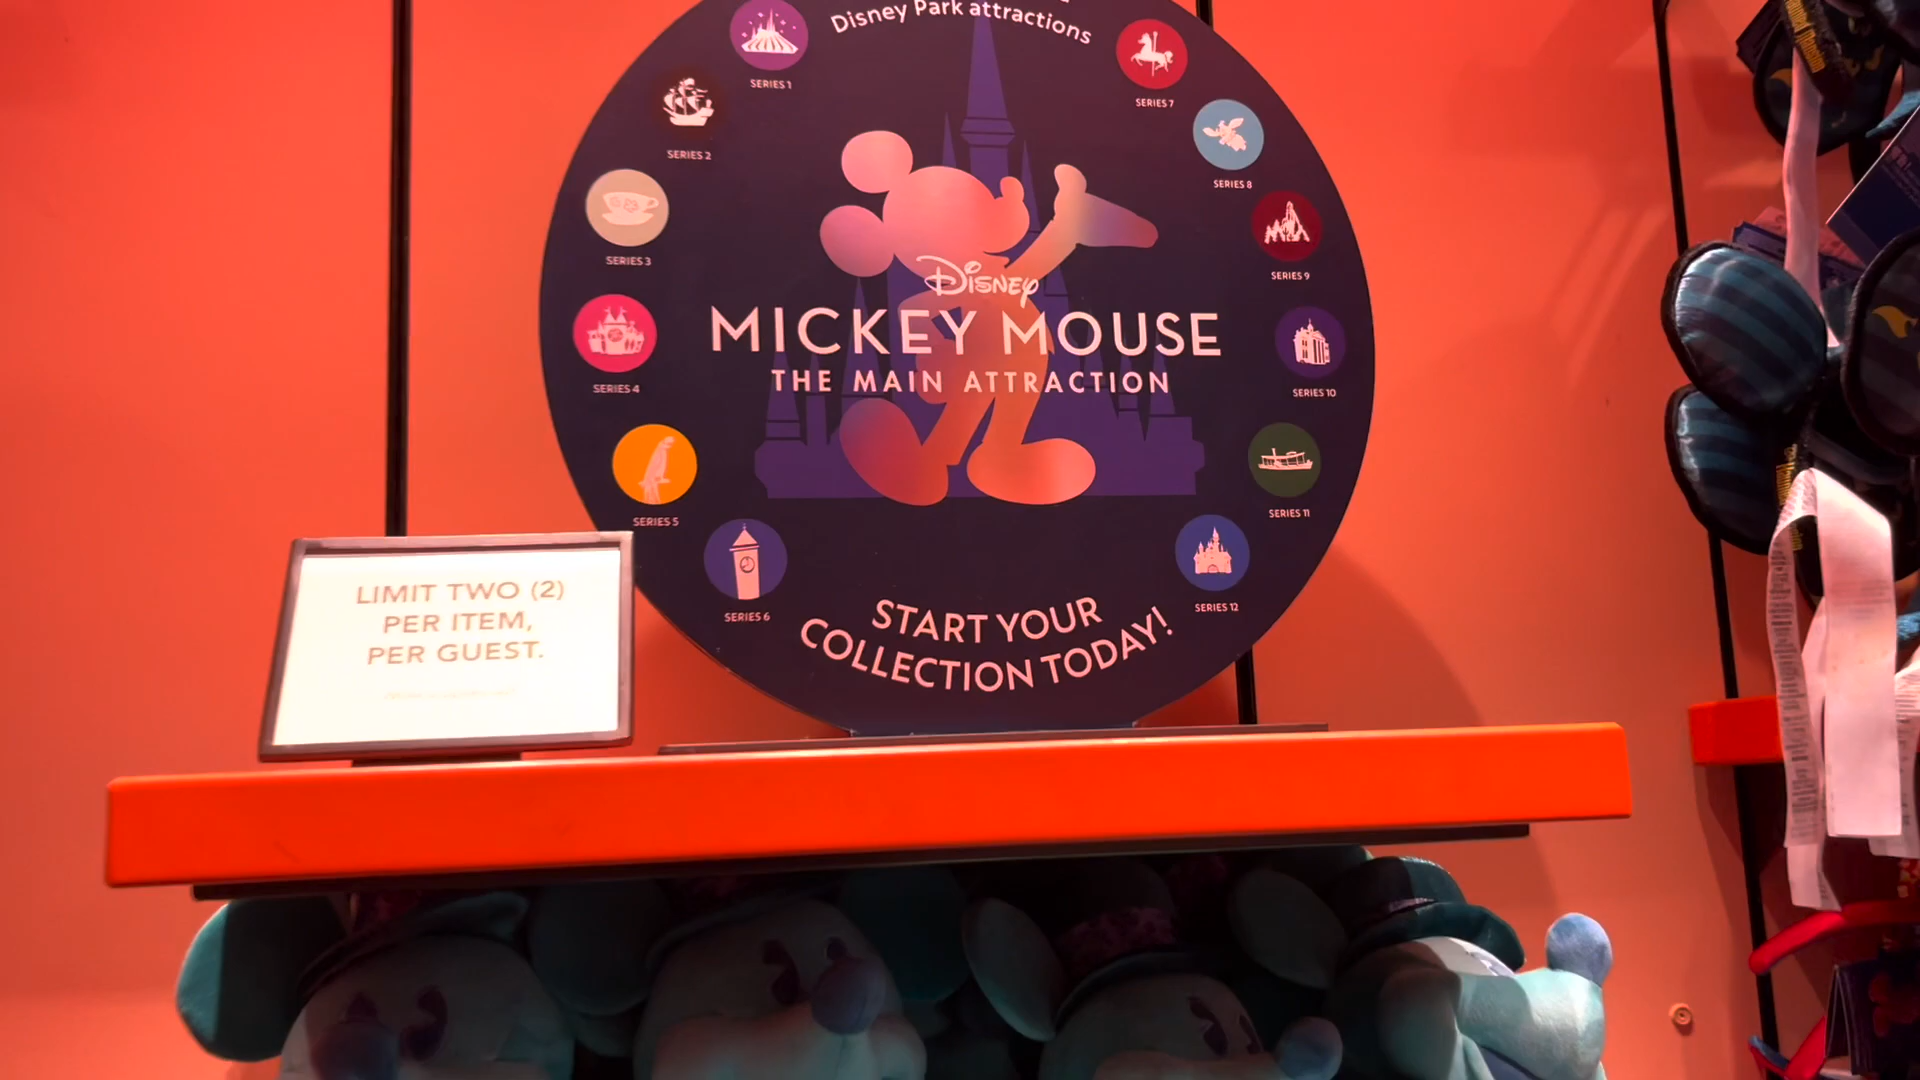 Disney Park attractions
SERIES 1
SERIES 2
SERIES 3
SERIES 4
SERIES 5
SERIES 6
SERIES 7
SERIES 8
SERIES 9
SERIES 10
SERIES 11
SERIES 12
Disney
MICKEY MOUSE
THE MAIN ATTRACTION
START YOUR
COLLECTION TODAY!
LIMIT TWO (2)
PER ITEM,
PER GUEST.